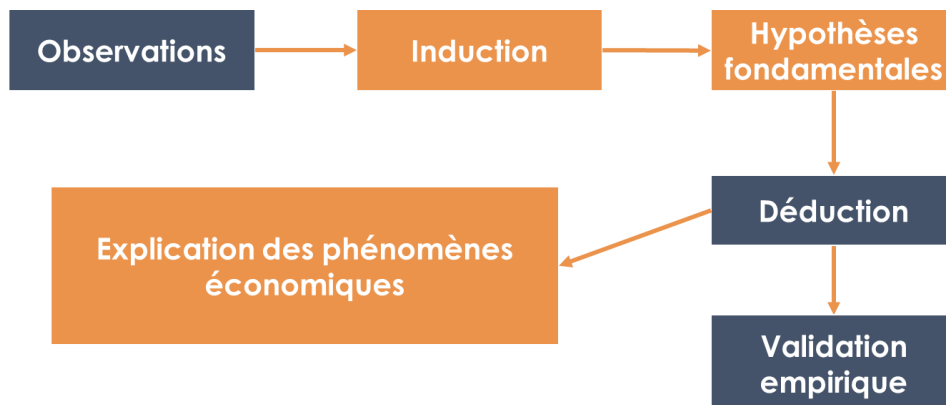 Observations
Induction
Hypothèses
fondamentales
Déduction
Explication des phénomènes
économiques
Validation
empirique